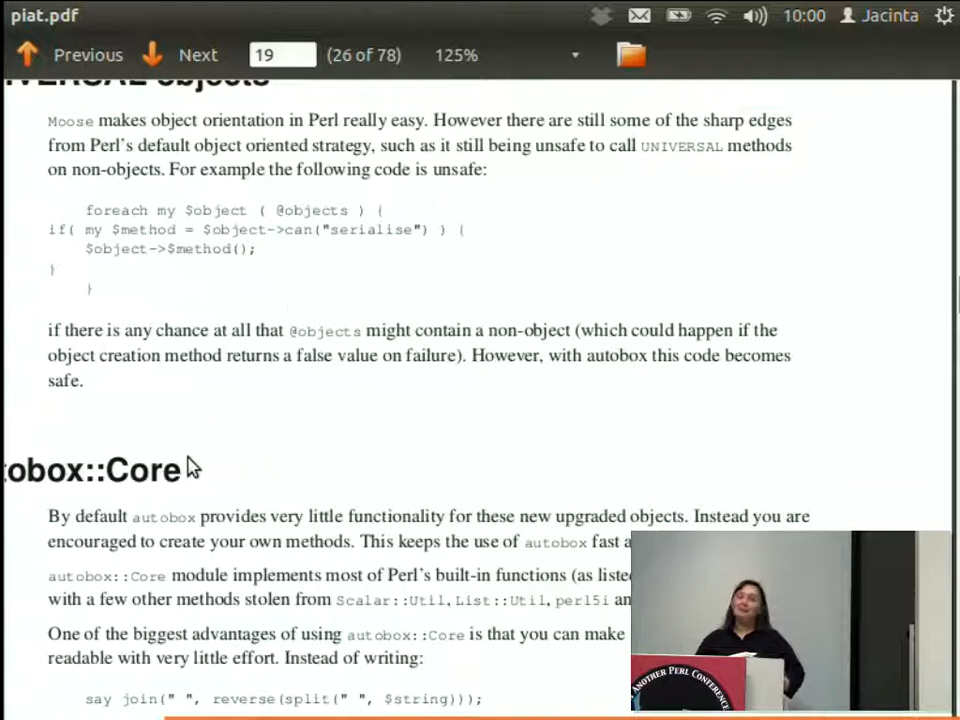 piat.pdf
10:00 Jacinta
Previous Next 19 (26 of 78) 125%
objects
Moose makes object orientation in Perl really easy. However there are still some of the sharp edges
from Perl's default object oriented strategy, such as it still being unsafe to call UNIVERSAL methods
on non-objects. For example the following code is unsafe:
foreach my $object ( @objects ) {
if( my $method = $object->can("serialise") ) {
$object->$method();
}
}
if there is any chance at all that @objects might contain a non-object (which could happen if the
object creation method returns a false value on failure). However, with autobox this code becomes
safe.
tobox::Core
By default autobox provides very little functionality for these new upgraded objects. Instead you are
encouraged to create your own methods. This keeps the use of autobox fast a
autobox::Core module implements most of Perl's built-in functions (as liste
with a few other methods stolen from Scalar::Util, List::Util, perl5i an
One of the biggest advantages of using autobox::Core is that you can make
readable with very little effort. Instead of writing:
say join(" ", reverse(split(" ", $string)));
ANOTHER PERL CONFERENCE